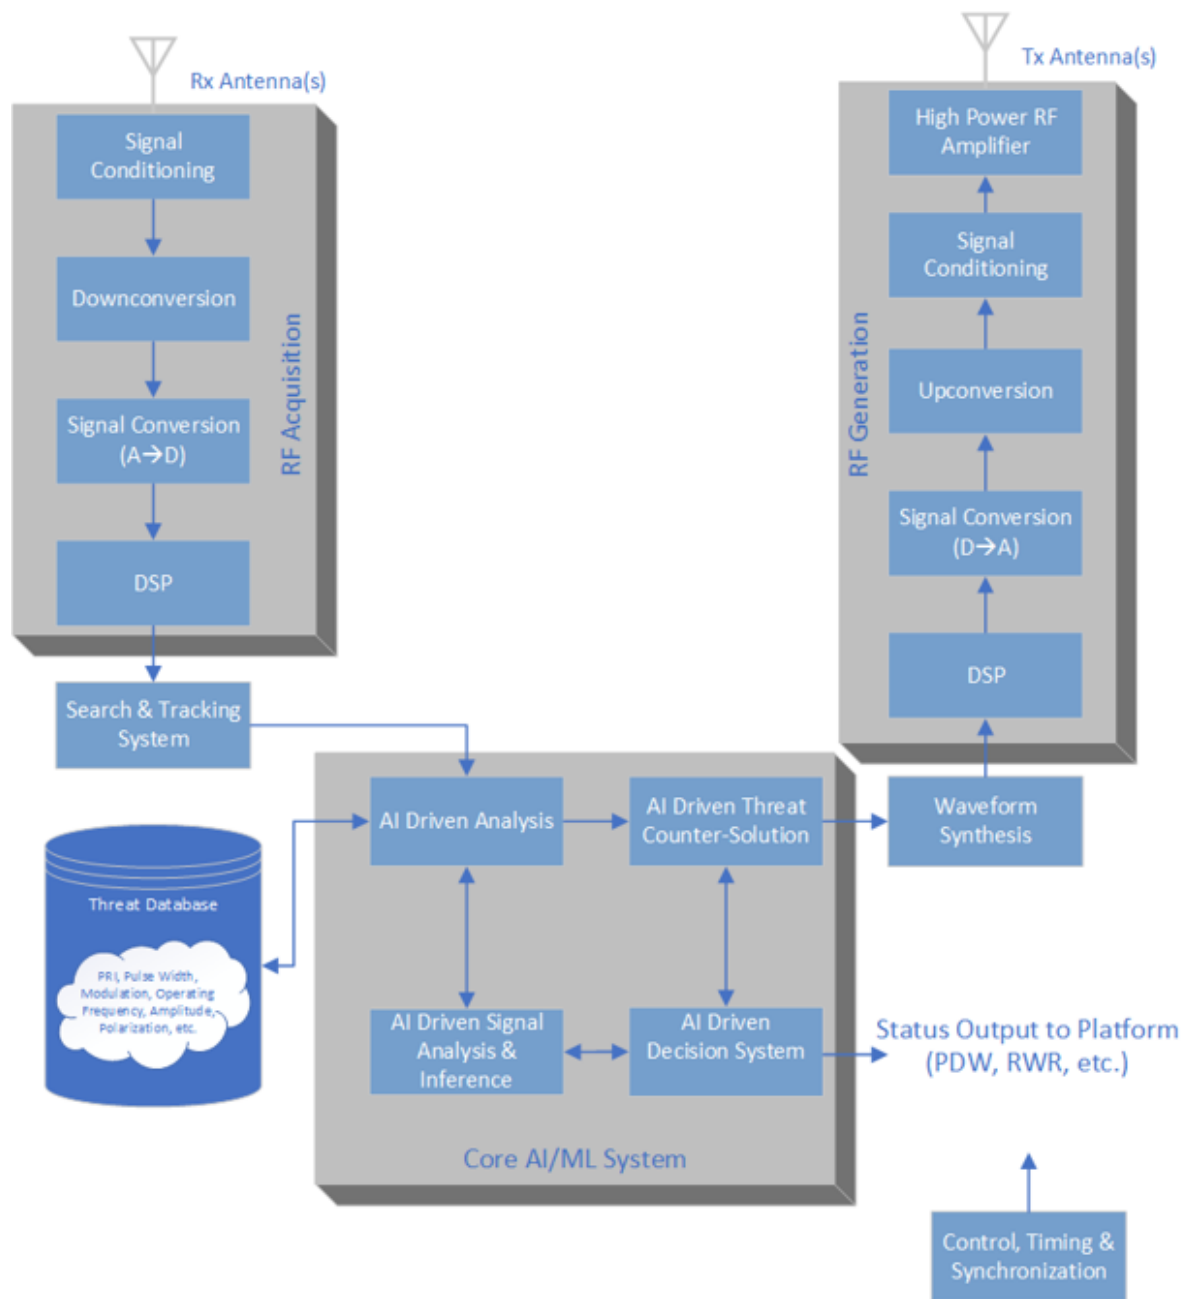 Rx Antenna(s)
Signal
Conditioning
Downconversion
Signal Conversion
(A→D)
DSP
RF Acquisition
Search & Tracking
System
Tx Antenna(s)
High Power RF
Amplifier
Signal
Conditioning
Upconversion
Signal Conversion
(D→A)
DSP
RF Generation
Waveform
Synthesis
AI Driven Analysis
AI Driven Threat
Counter-Solution
AI Driven Signal
Analysis &
Inference
AI Driven
Decision System
Core AI/ML System
Threat Database
PRI, Pulse Width,
Modulation, Operating
Frequency, Amplitude,
Polarization, etc.
Status Output to Platform
(PDW, RWR, etc.)
Control, Timing &
Synchronization